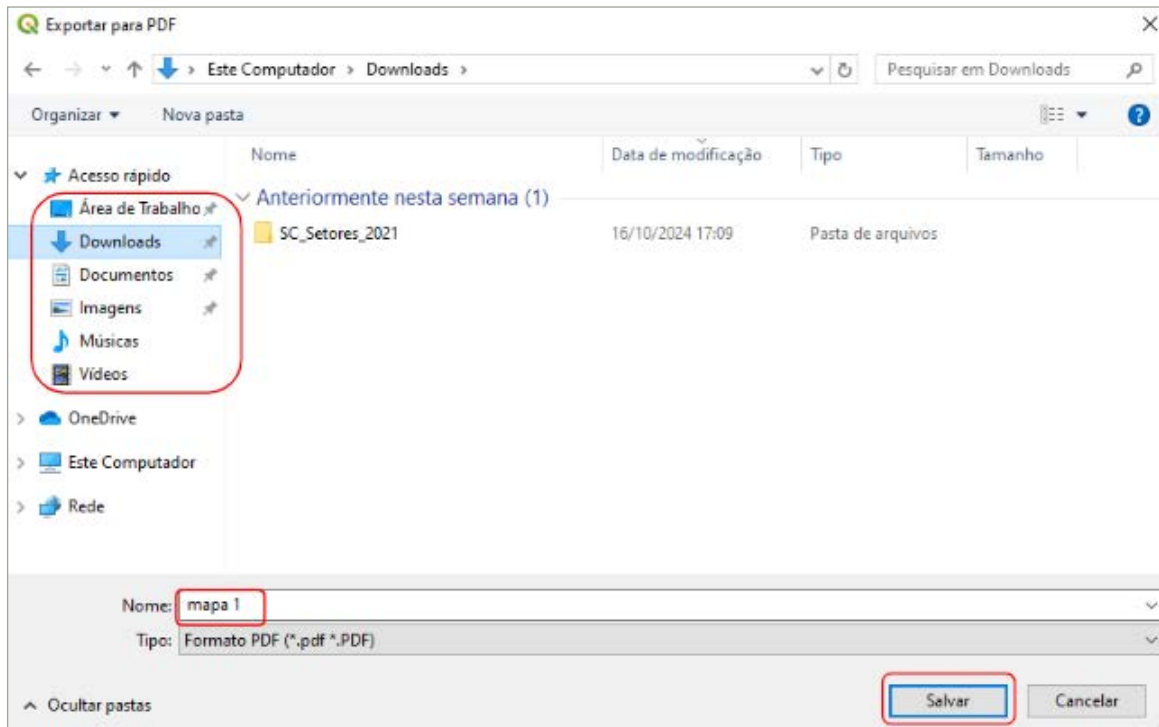 Exportar para PDF
Este Computador > Downloads >
Pesquisar em Downloads
Organizar
Nova pasta
Nome
Data de modificação
Tipo
Tamanho
Acesso rápido
Área de Trabalho
Downloads
Documentos
Imagens
Músicas
Vídeos
OneDrive
Este Computador
Rede
Anteriormente nesta semana (1)
SC_Setores_2021
16/10/2024 17:09
Pasta de arquivos
Nome: mapa 1
Tipo: Formato PDF (*.pdf *.PDF)
Ocultar pastas
Salvar
Cancelar